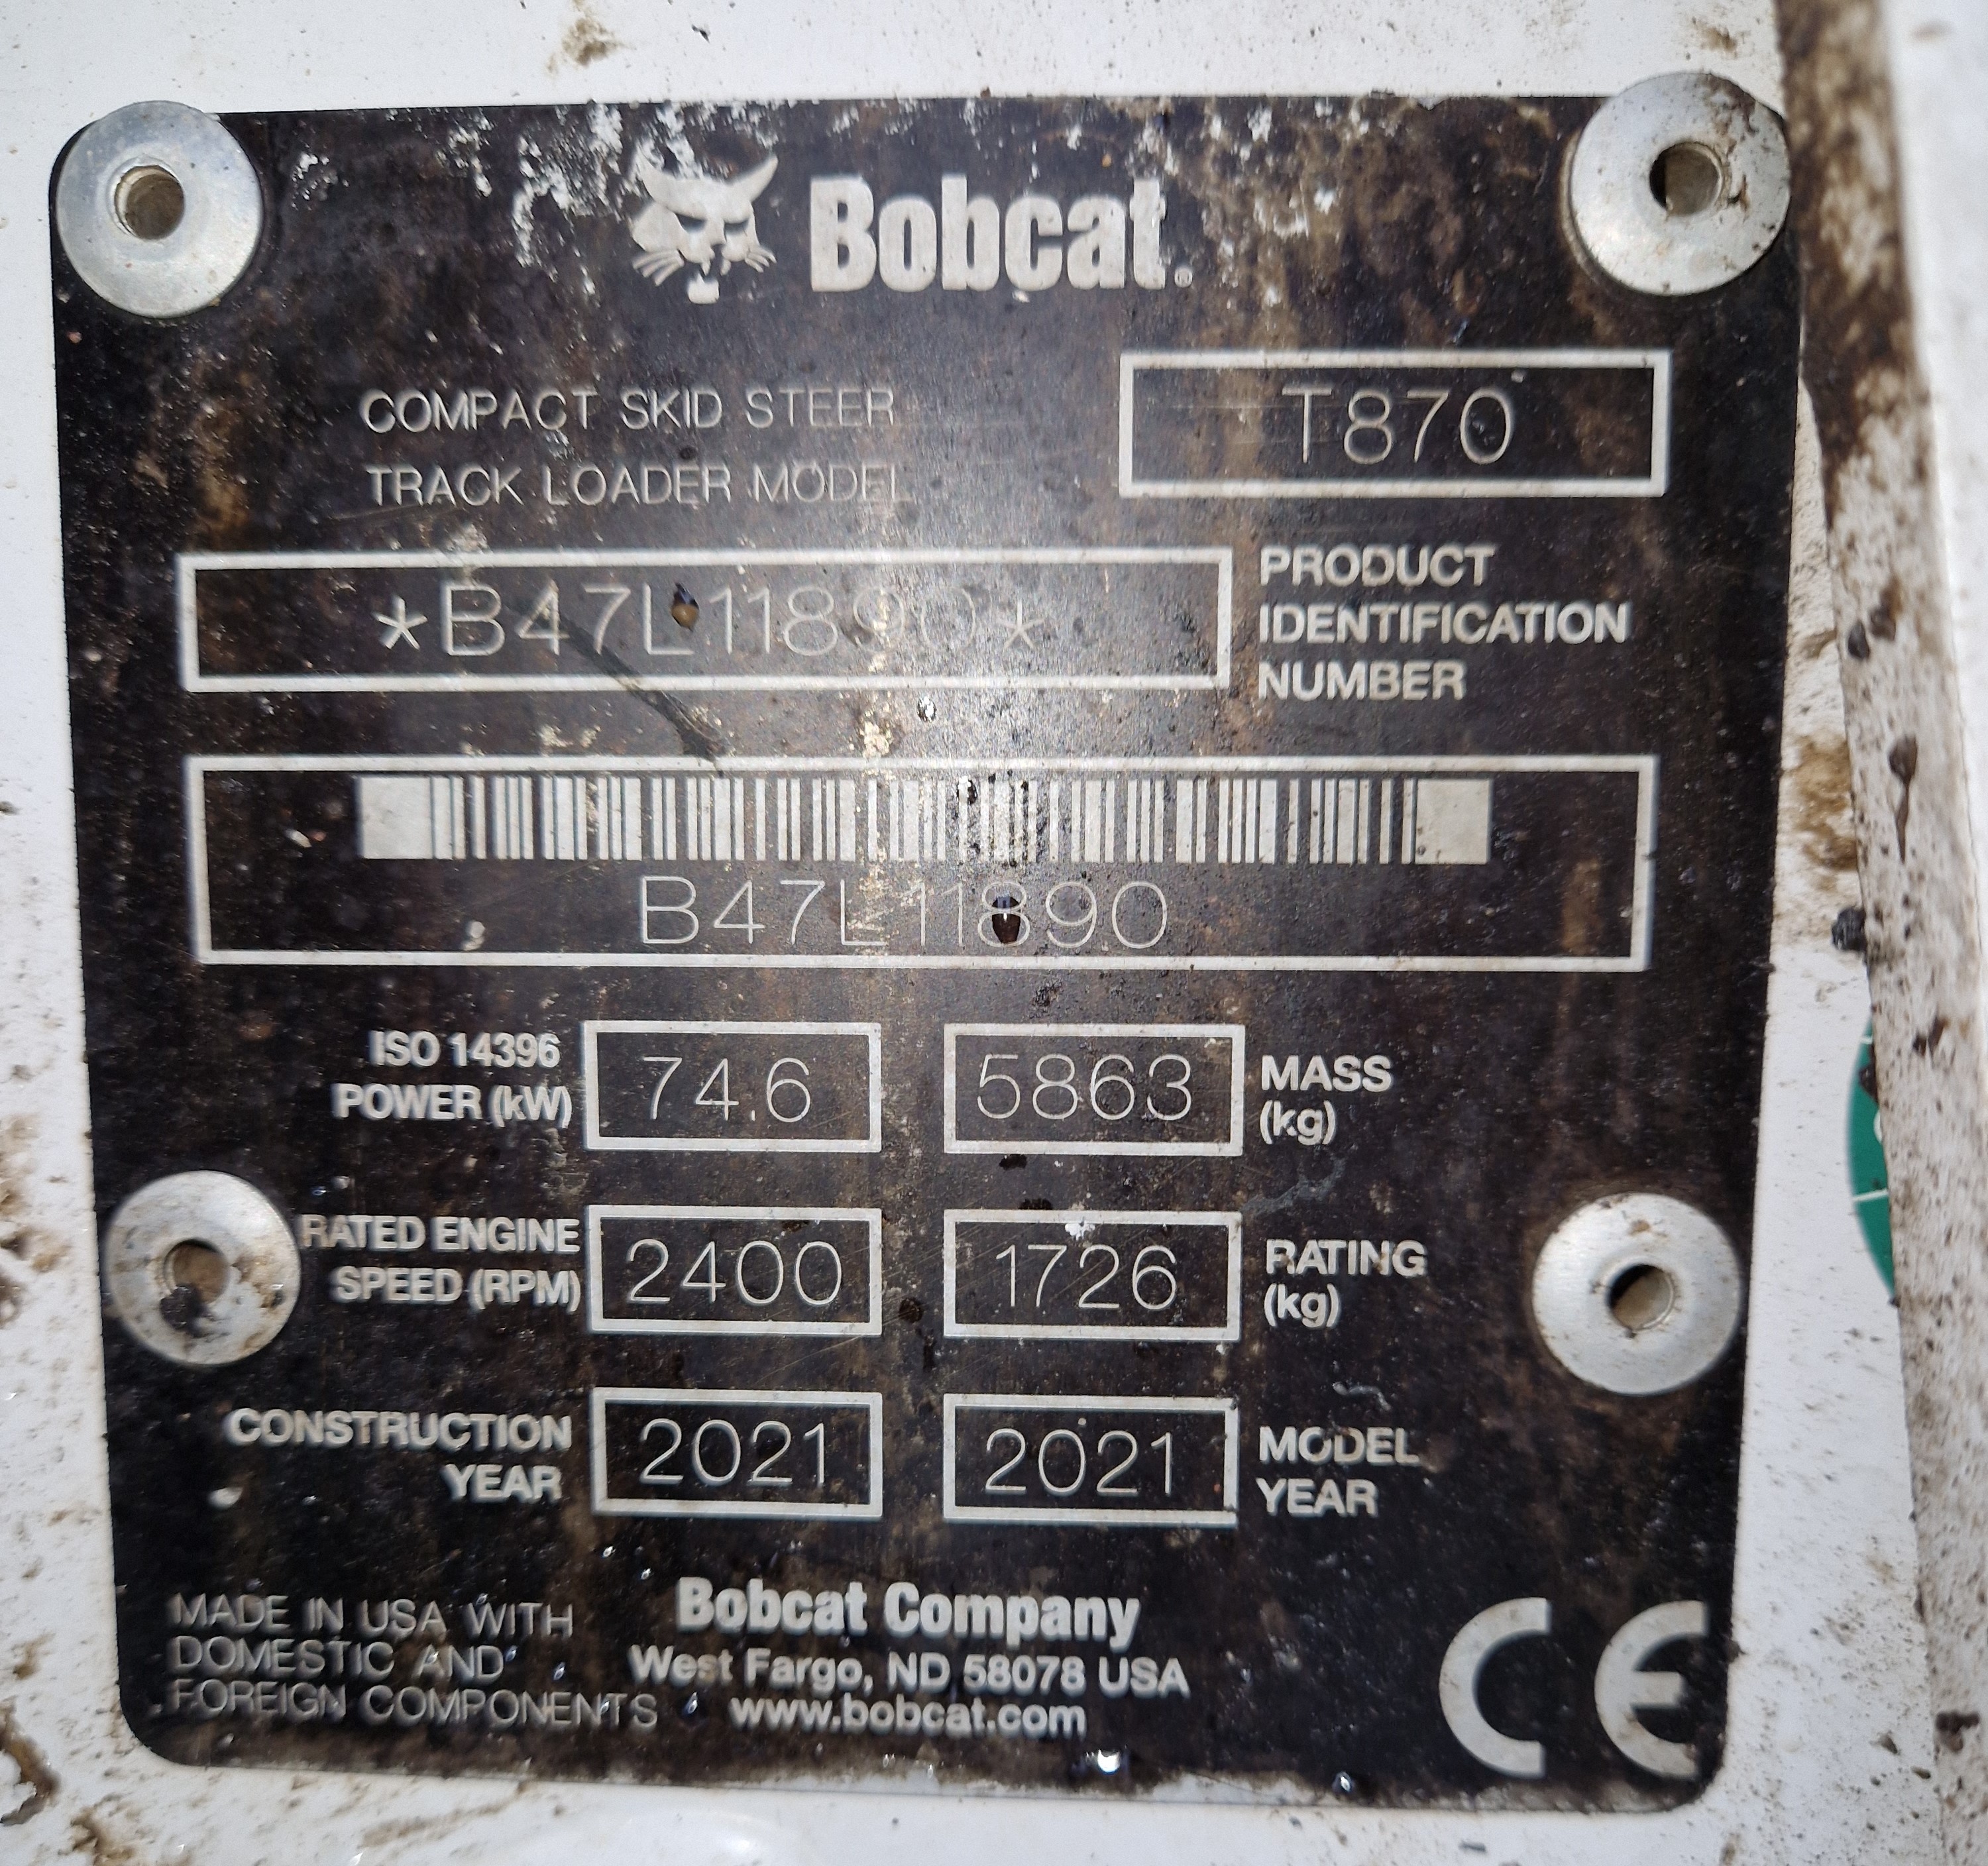 Bobcat®
COMPACT SKID STEER
TRACK LOADER MODEL
T870
*B47L11890*
PRODUCT
IDENTIFICATION
NUMBER
B47L11890
ISO 14396
POWER (kW)
74.6
5863
MASS
(kg)
RATED ENGINE
SPEED (RPM)
2400
1726
RATING
(kg)
CONSTRUCTION
YEAR
2021
2021
MODEL
YEAR
MADE IN USA WITH
DOMESTIC AND
FOREIGN COMPONENTS
Bobcat Company
West Fargo, ND 58078 USA
www.bobcat.com
CE